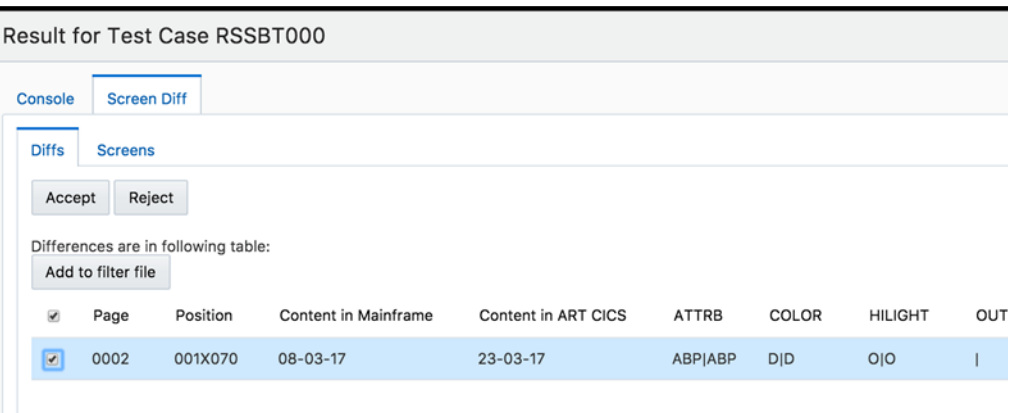 Result for Test Case RSSBT000
Console Screen Diff
Diffs Screens
Accept Reject
Differences are in following table:
Add to filter file
Page Position Content in Mainframe Content in ART CICS ATTRB COLOR HILIGHT OUT
0002 001X070 08-03-17 23-03-17 ABP|ABP D|D O|O |